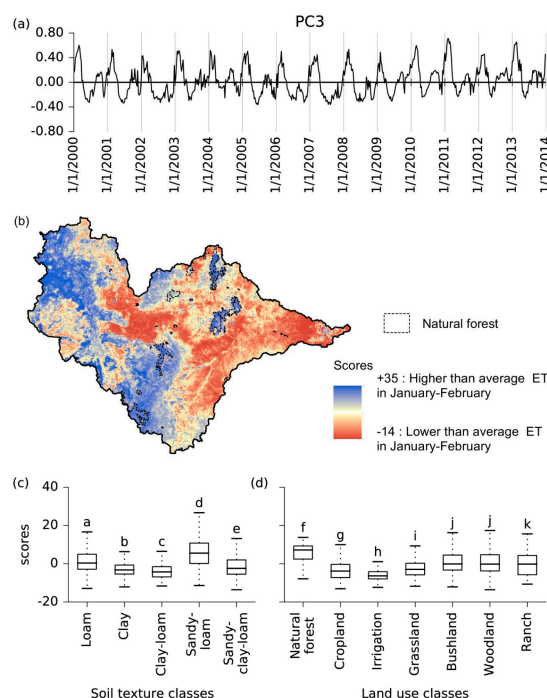 (a)
PC3
0.80
0.40
0.00
-0.40
-0.80
1/1/2000
1/1/2001
1/1/2002
1/1/2003
1/1/2004
1/1/2005
1/1/2006
1/1/2007
1/1/2008
1/1/2009
1/1/2010
1/1/2011
1/1/2012
1/1/2013
1/1/2014
(b)
Natural forest
Scores
+35 : Higher than average ET
in January-February
-14 : Lower than average ET
in January-February
(c)
scores
40
20
0
-20
a
b
c
d
e
Loam
Clay
Clay-loam
Sandy-
loam
Sandy-
clay-loam
Soil texture classes
(d)
f
g
h
i
j
j
k
Natural
forest
Cropland
Irrigation
Grassland
Bushland
Woodland
Ranch
Land use classes